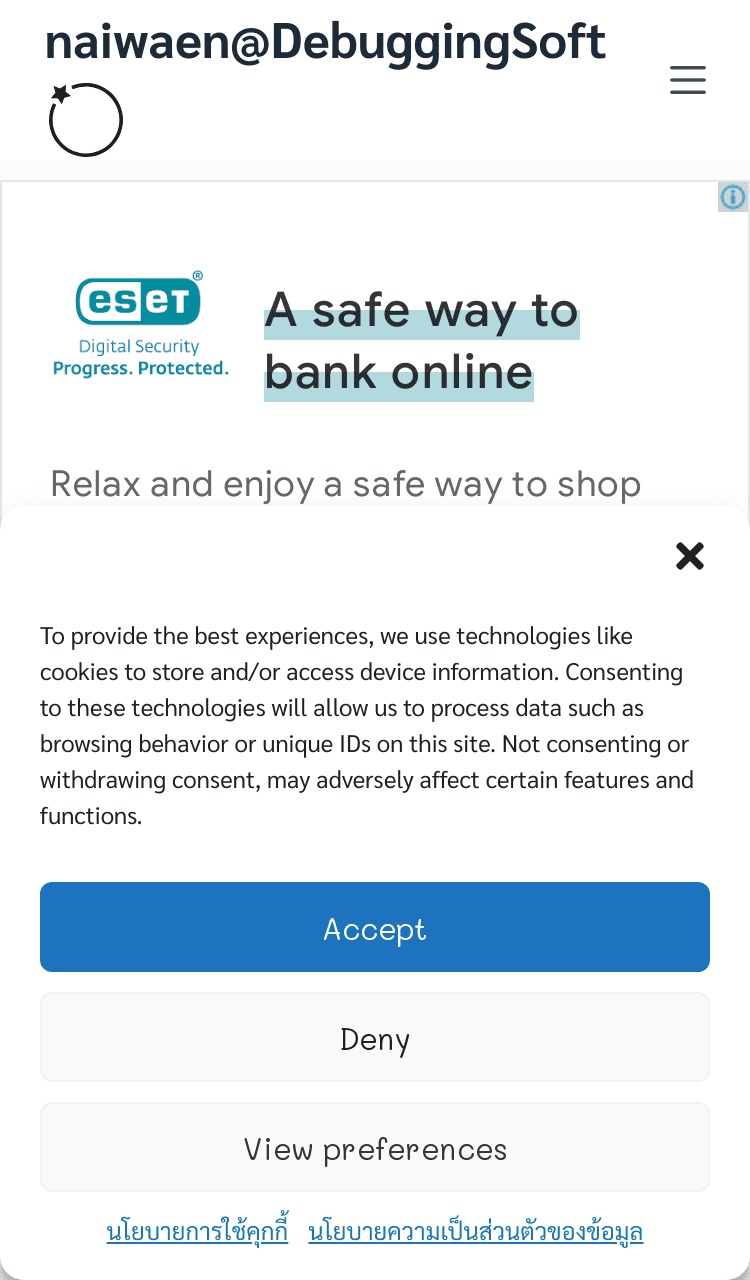 naiwaen@DebuggingSoft
eseT®
Digital Security
Progress. Protected.
A safe way to
bank online
Relax and enjoy a safe way to shop
To provide the best experiences, we use technologies like
cookies to store and/or access device information. Consenting
to these technologies will allow us to process data such as
browsing behavior or unique IDs on this site. Not consenting or
withdrawing consent, may adversely affect certain features and
functions.
Accept
Deny
View preferences
นโยบายการใช้คุกกี้ นโยบายความเป็นส่วนตัวของข้อมูล